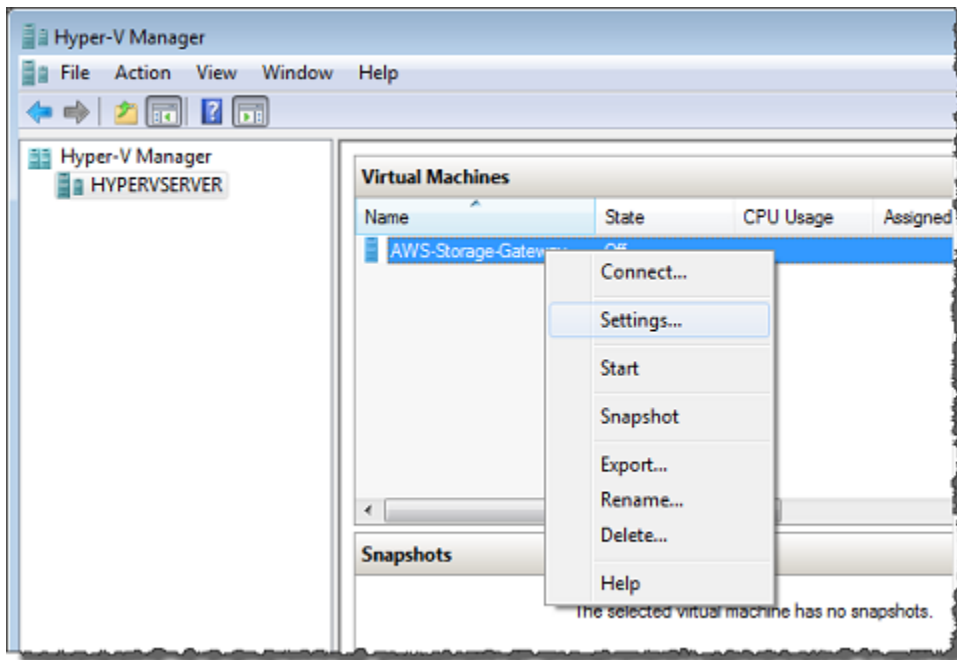 Hyper-V Manager
File Action View Window Help
Hyper-V Manager
HYPERVSERVER
Virtual Machines
Name State CPU Usage Assigned
AWS-Storage-Gateway Off
Connect...
Settings...
Start
Snapshot
Export...
Rename...
Delete...
Help
Snapshots
The selected virtual machine has no snapshots.